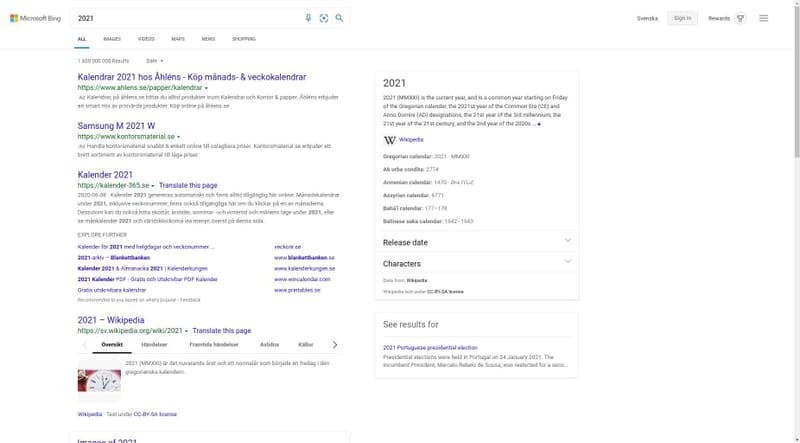 Microsoft Bing
2021
Svenska
Sign in
Rewards
ALL
IMAGES
VIDEOS
MAPS
NEWS
SHOPPING
1 600 000 000 Results
Date
Kalendrar 2021 hos Åhléns - Köp månads- & veckokalendrar
https://www.ahlens.se/papper/kalendrar
Ad Kalendrar, på åhlens.se hittar du alltid produkter inom Kalendrar och Kontor & papper. Åhléns erbjuder
en smart mix av prisvärda produkter. Köp online på åhlens.se
Samsung M 2021 W
https://www.kontorsmaterial.se
Ad Handla kontorsmaterial snabbt & enkelt online till oslagbara priser. Kontorsmaterial.se erbjuder ett
brett sortiment av kontorsmaterial till låga priser.
Kalender 2021
https://kalender-365.se
Translate this page
2020-06-08 · Kalender 2021 genereras automatiskt och finns alltid tillgänglig här online. Månadskalendrar
under 2021, inklusive veckonummer, finns också tillgängliga här om du klickar på en av månaderna.
Dessutom kan du också hitta skottår, årstider, sommar- och vintertid och månens läge under 2021, eller
se månkalender 2021 och världsklockorna via menyn överst på denna sida.
EXPLORE FURTHER
Kalender för 2021 med helgdagar och veckonummer ...
veckonr.se
2021-arkiv – Blankettbanken
www.blankettbanken.se
Kalender 2021 & Almanacka 2021 | Kalenderkungen
www.kalenderkungen.se
2021 Kalender PDF - Gratis och Utskrivbar PDF Kalender
www.wincalendar.com
Gratis utskrivbara kalendrar
www.printables.se
Recommended to you based on what's popular • Feedback
2021 – Wikipedia
https://sv.wikipedia.org/wiki/2021
Translate this page
Översikt
Händelser
Framtida händelser
Avlidna
Källor
2021 (MMXXI) är det nuvarande året och ett normalår som började en fredag i den
gregorianska kalendern.
Wikipedia · Text under CC-BY-SA license
Images of 2021
2021
2021 (MMXXI) is the current year, and is a common year starting on Friday
of the Gregorian calendar, the 2021st year of the Common Era (CE) and
Anno Domini (AD) designations, the 21st year of the 3rd millennium, the
21st year of the 21st century, and the 2nd year of the 2020s ...
W Wikipedia
Gregorian calendar: 2021 · MMXXI
Ab urbe condita: 2774
Armenian calendar: 1470 ·
Assyrian calendar: 6771
Bahá'í calendar: 177–178
Balinese saka calendar: 1942–1943
Release date
Characters
Data from: Wikipedia
Wikipedia text under CC-BY-SA license
See results for
2021 Portuguese presidential election
Presidential elections were held in Portugal on 24 January 2021. The
incumbent President, Marcelo Rebelo de Sousa, was reelected for a seco...